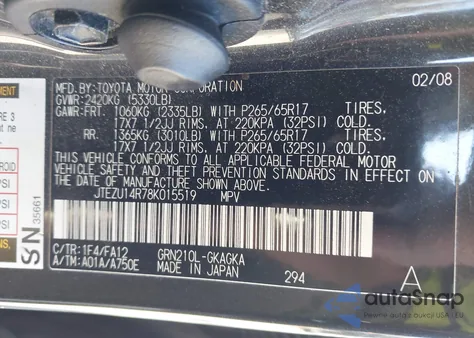 MFD. BY: TOYOTA MOTOR CORPORATION 02/08
GVWR: 2420KG (5330LB)
GAWR: FRT. 1060KG (2335LB) WITH P265/65R17 TIRES,
17X7 1/2JJ RIMS, AT 220KPA (32PSI) COLD.
RR. 1365KG (3010LB) WITH P265/65R17 TIRES,
17X7 1/2JJ RIMS, AT 220KPA (32PSI) COLD.
THIS VEHICLE CONFORMS TO ALL APPLICABLE FEDERAL MOTOR
VEHICLE SAFETY AND THEFT PREVENTION STANDARDS IN EFFECT
ON THE DATE OF MANUFACTURE SHOWN ABOVE.
JTEZU14R78K015519 MPV
C/TR: 1F4/FA12 GRN210L-GKAGKA
A/TM: A01A/A750E MADE IN JAPAN 294 A
SN 35661
autoSnap